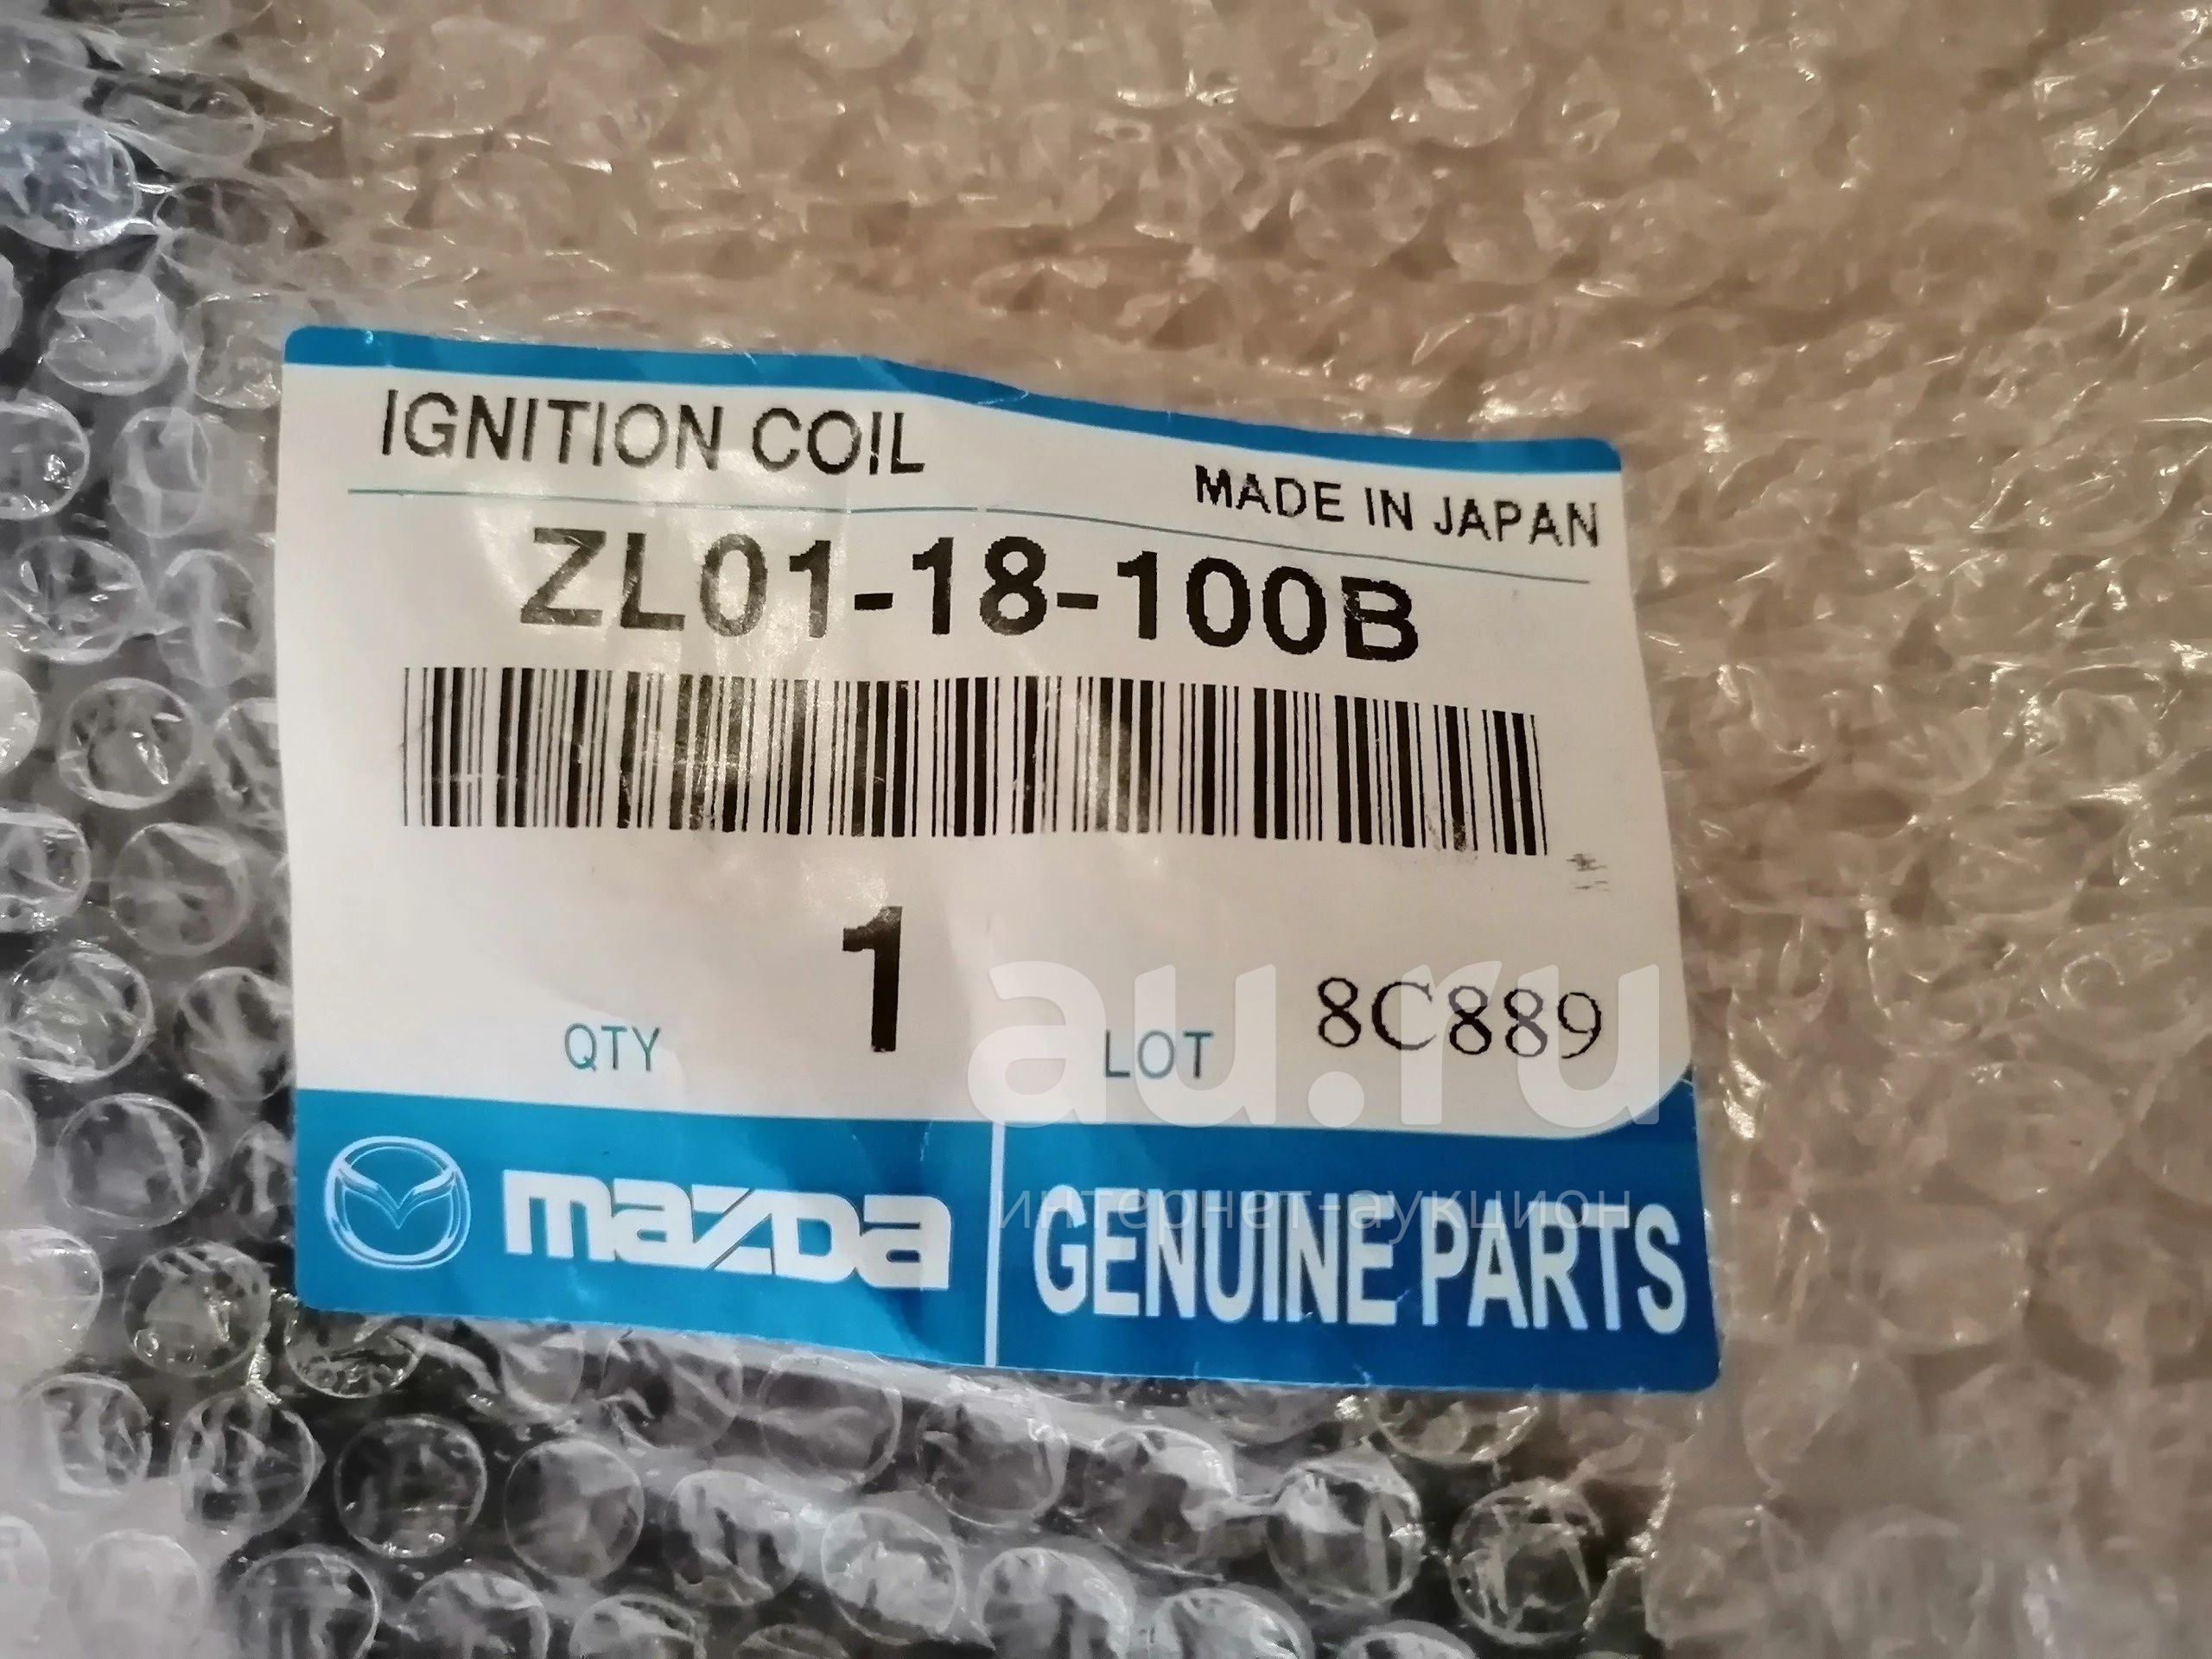 IGNITION COIL
MADE IN JAPAN
ZL01-18-100B
QTY 1 LOT 8C889
au.ru
интернет-аукцион
mazDa GENUINE PARTS